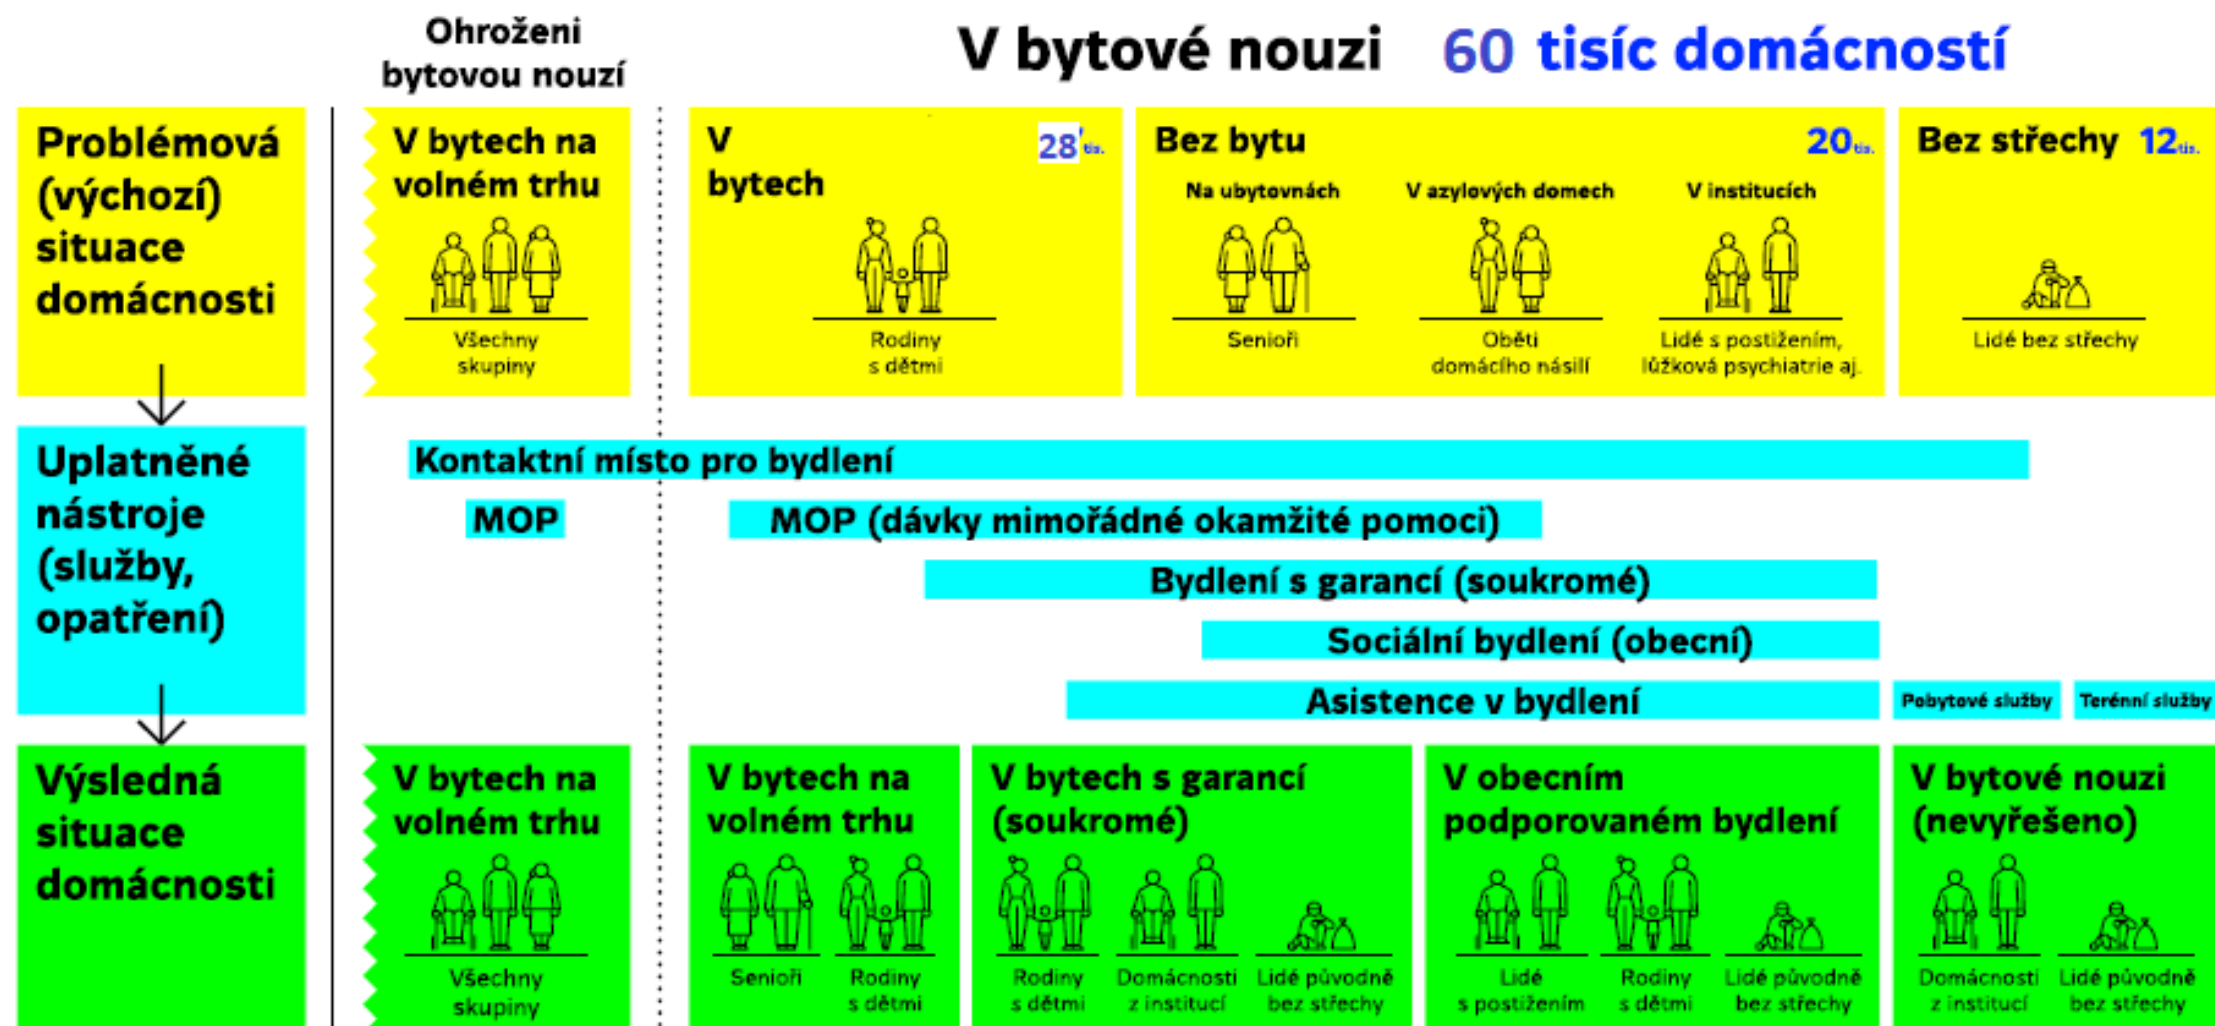 Ohroženi
bytovou nouzí
V bytové nouzi 60 tisíc domácností
Problémová
(výchozí)
situace
domácnosti
V bytech na
volném trhu
Všechny
skupiny
V
bytech
28 tis.
Rodiny
s dětmi
Bez bytu
20 tis.
Na ubytovnách
Senioři
V azylových domech
Oběti
domácího násilí
V institucích
Lidé s postižením,
lůžková psychiatrie aj.
Bez střechy 12 tis.
Lidé bez střechy
Uplatněné
nástroje
(služby,
opatření)
Kontaktní místo pro bydlení
MOP
MOP (dávky mimořádné okamžité pomoci)
Bydlení s garancí (soukromé)
Sociální bydlení (obecní)
Asistence v bydlení
Pobytové služby
Terénní služby
Výsledná
situace
domácnosti
V bytech na
volném trhu
Všechny
skupiny
V bytech na
volném trhu
Senioři
Rodiny
s dětmi
V bytech s garancí
(soukromé)
Rodiny
s dětmi
Domácnosti
z institucí
Lidé původně
bez střechy
V obecním
podporovaném bydlení
Lidé
s postižením
Rodiny
s dětmi
Lidé původně
bez střechy
V bytové nouzi
(nevyřešeno)
Domácnosti
z institucí
Lidé původně
bez střechy